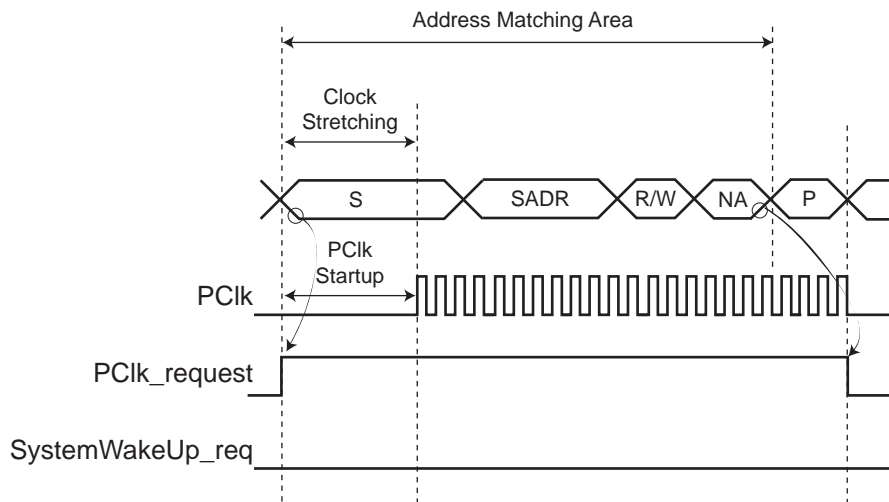 Address Matching Area
Clock
Stretching
S SADR R/W NA P
PClk
Startup
PClk
PClk_request
SystemWakeUp_req